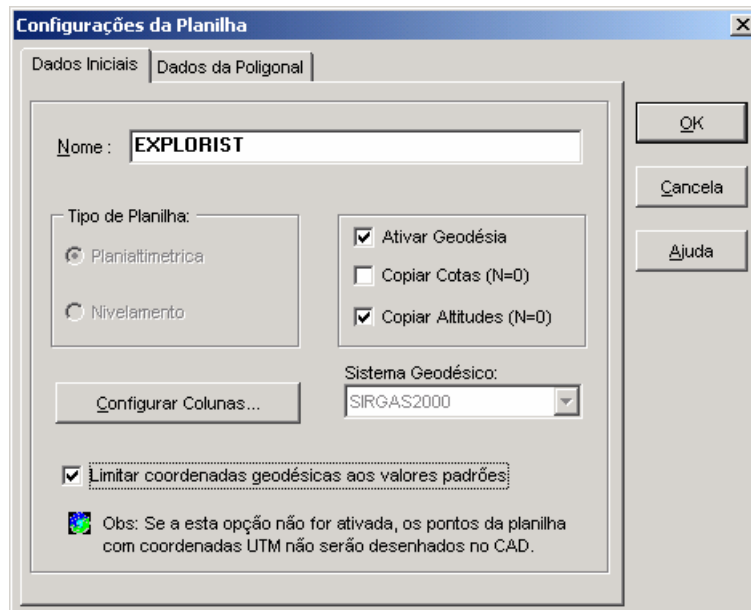 Configurações da Planilha
Dados Iniciais
Dados da Poligonal
Nome :
EXPLORIST
OK
Cancela
Ajuda
Tipo de Planilha:
Planialtimetrica
Nivelamento
Ativar Geodésia
Copiar Cotas (N=0)
Copiar Altitudes (N=0)
Configurar Colunas...
Sistema Geodésico:
SIRGAS2000
Limitar coordenadas geodésicas aos valores padrões
Obs: Se a esta opção não for ativada, os pontos da planilha
com coordenadas UTM não serão desenhados no CAD.